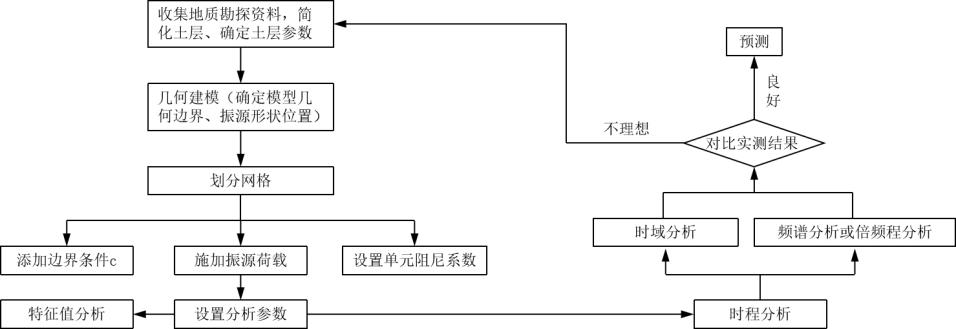 收集地质勘探资料，简
化土层、确定土层参数
几何建模（确定模型几
何边界、振源形状位置）
划分网格
添加边界条件c
施加振源荷载
设置单元阻尼系数
特征值分析
设置分析参数
时程分析
时域分析
频谱分析或倍频程分析
对比实测结果
不理想
良
好
预测